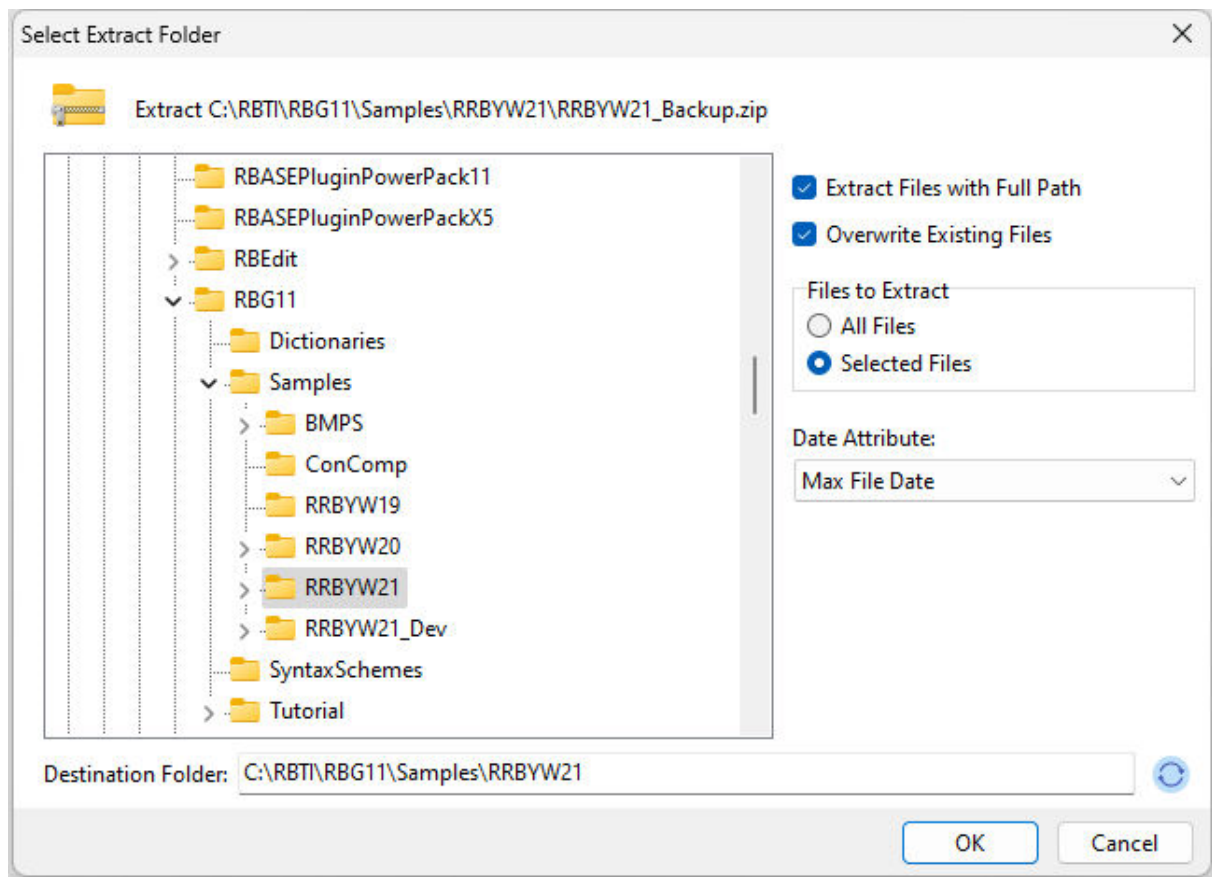 Select Extract Folder
Extract C:\RBTI\RBG11\Samples\RRBYW21\RRBYW21_Backup.zip
RBASEPluginPowerPack11
RBASEPluginPowerPackX5
RBEdit
RBG11
Dictionaries
Samples
BMPS
ConComp
RRBYW19
RRBYW20
RRBYW21
RRBYW21_Dev
SyntaxSchemes
Tutorial
Extract Files with Full Path
Overwrite Existing Files
Files to Extract
All Files
Selected Files
Date Attribute:
Max File Date
Destination Folder: C:\RBTI\RBG11\Samples\RRBYW21
OK Cancel